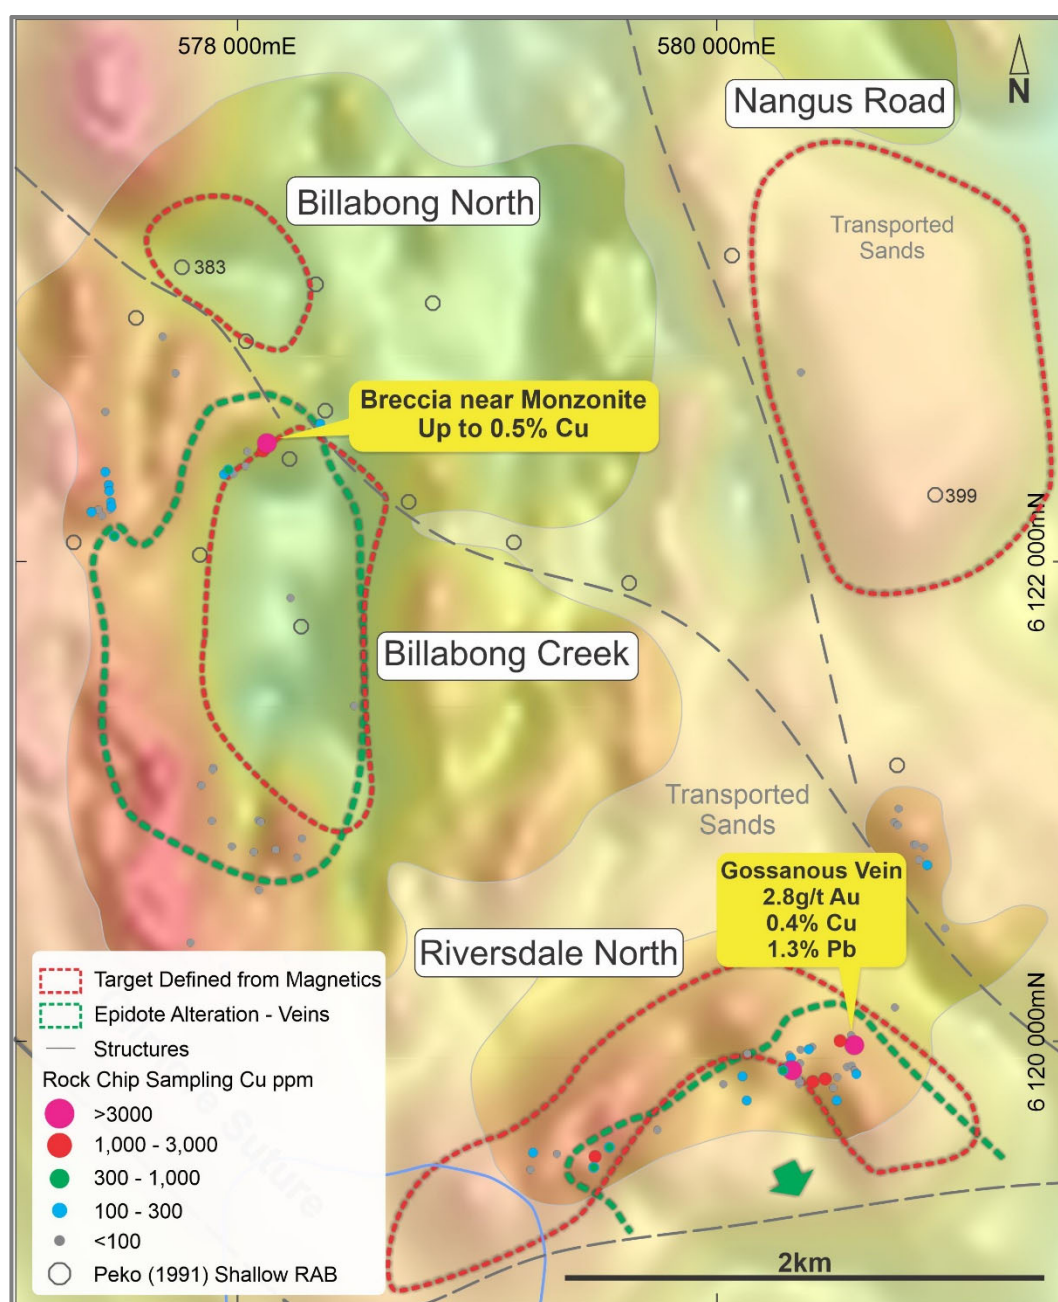 578 000mE
580 000mE
N
Nangus Road
Billabong North
Transported
Sands
383
Breccia near Monzonite
Up to 0.5% Cu
399
6 122 000mN
Billabong Creek
Transported
Sands
Gossanous Vein
2.8g/t Au
0.4% Cu
1.3% Pb
Riversdale North
6 120 000mN
Target Defined from Magnetics
Epidote Alteration - Veins
Structures
Rock Chip Sampling Cu ppm
>3000
1,000 - 3,000
300 - 1,000
100 - 300
<100
Peko (1991) Shallow RAB
Suture
2km